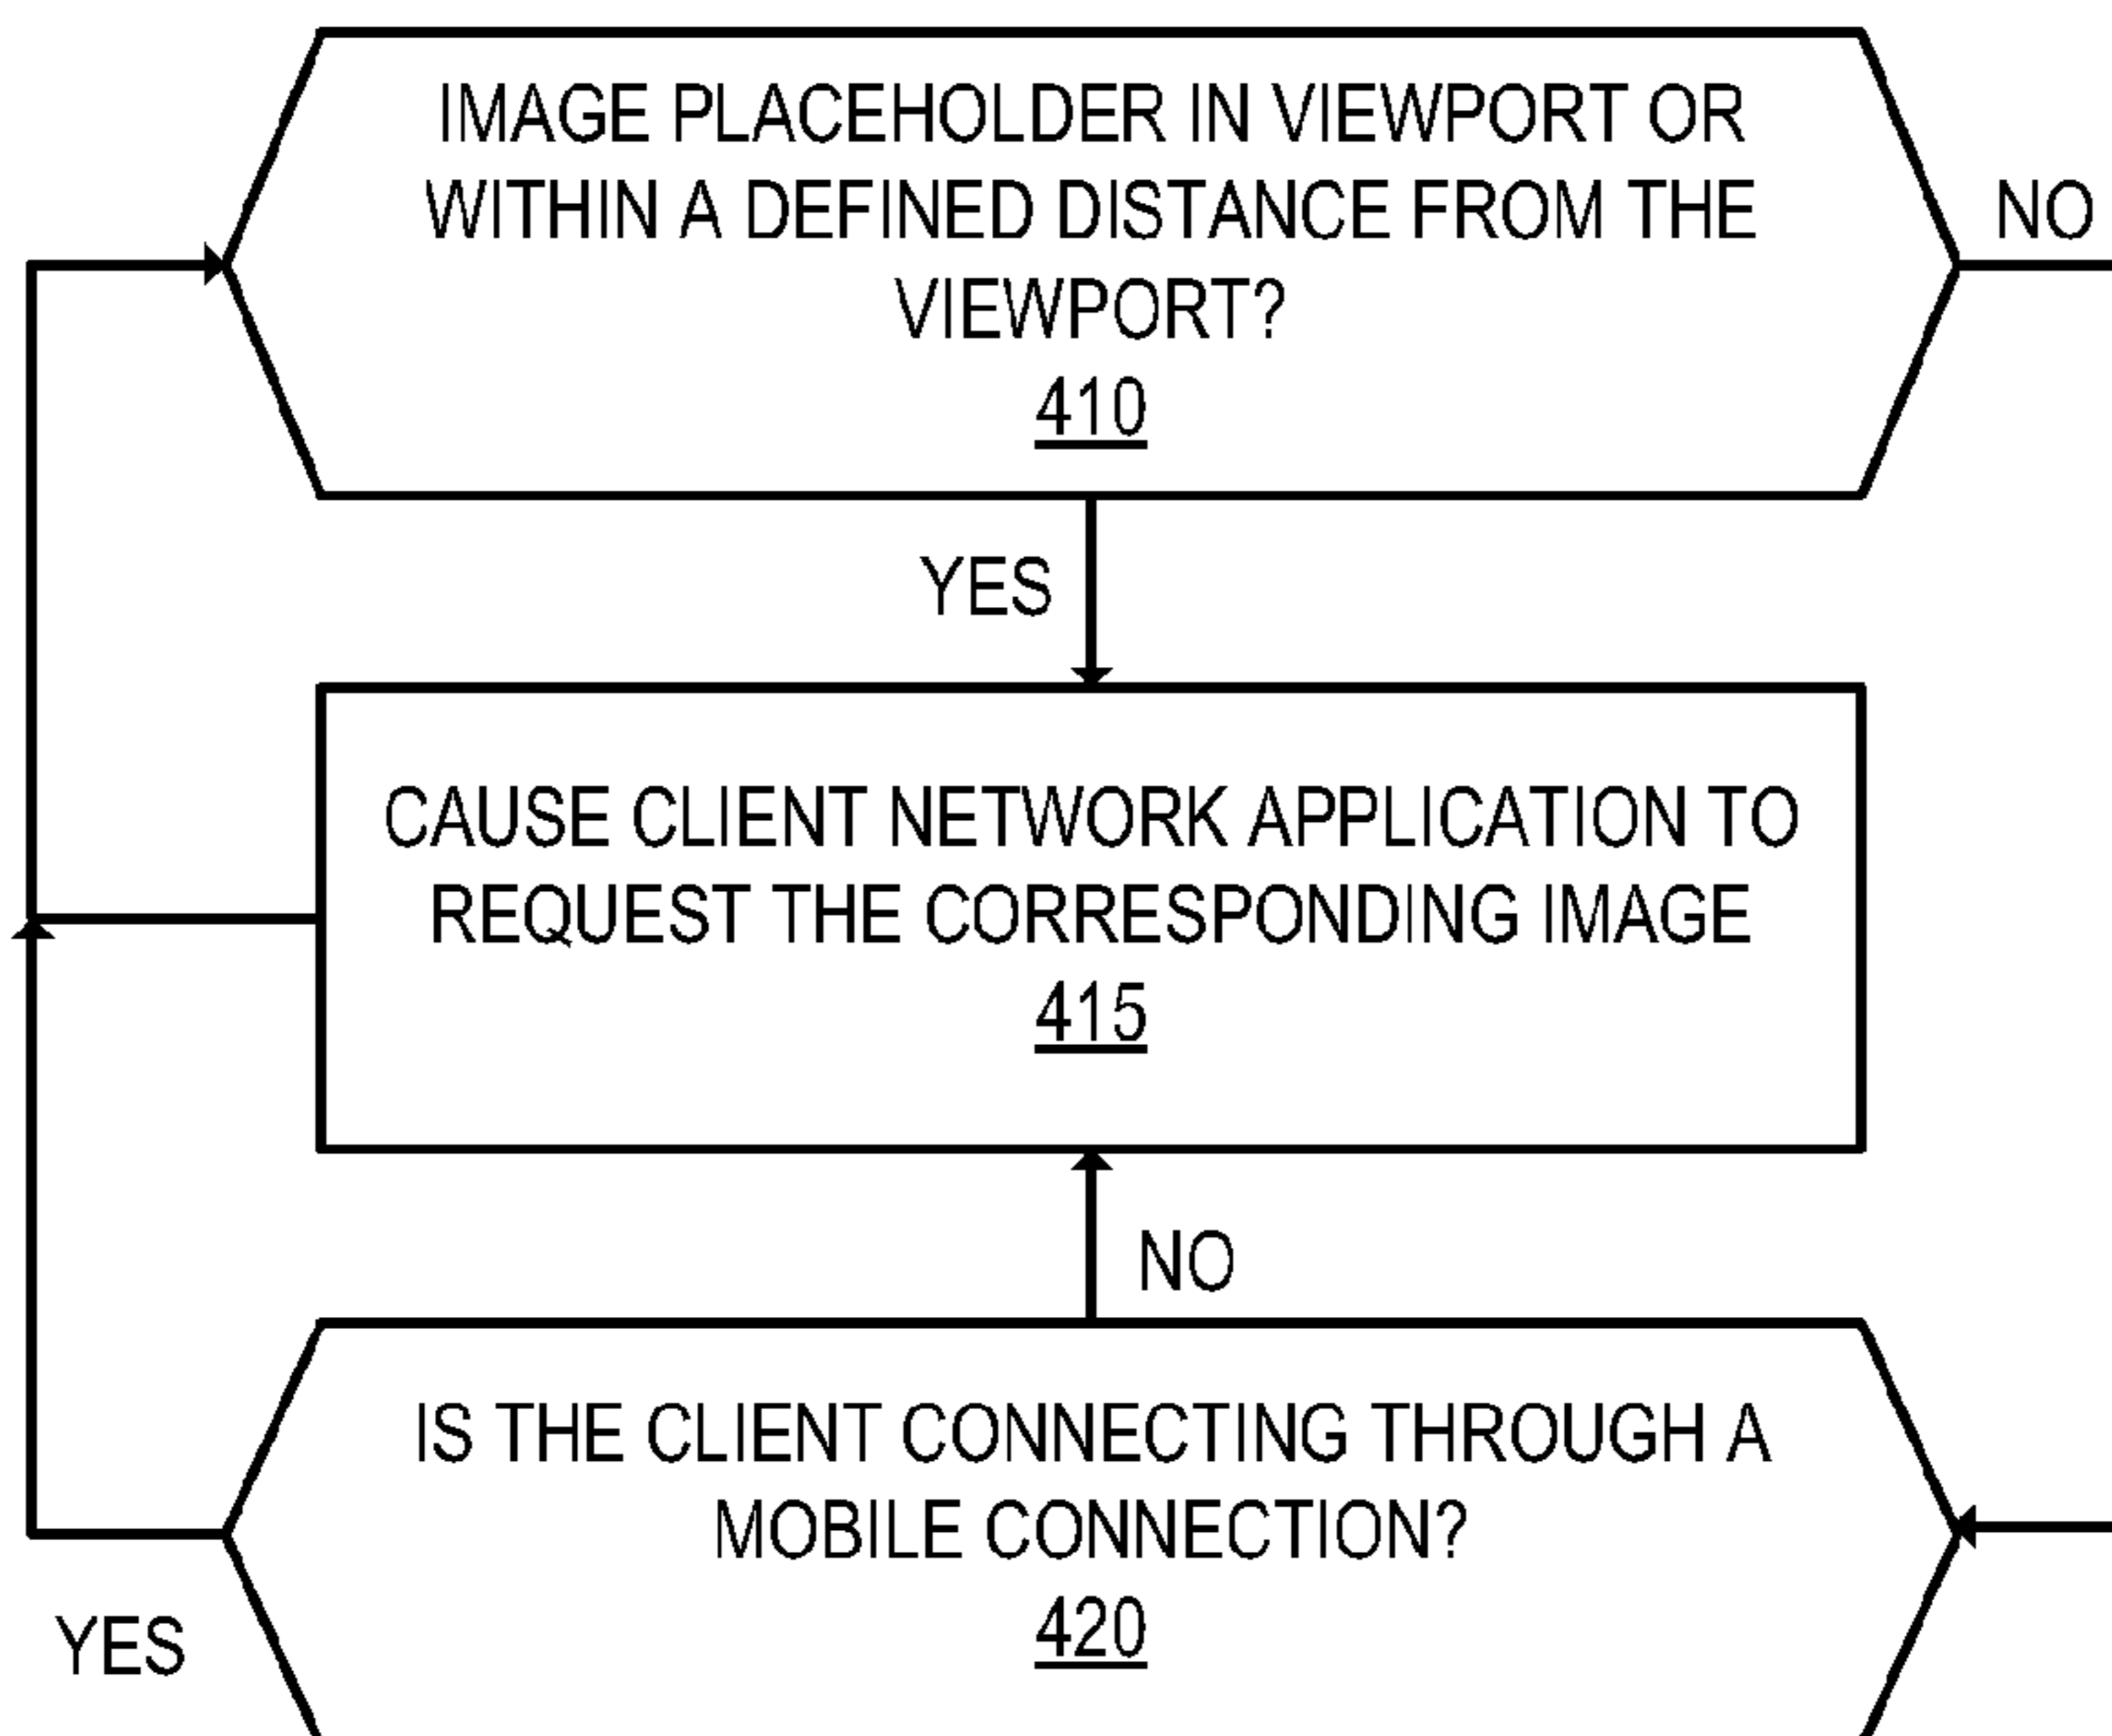 IMAGE PLACEHOLDER IN VIEWPORT OR
WITHIN A DEFINED DISTANCE FROM THE
VIEWPORT?
410
NO
YES
CAUSE CLIENT NETWORK APPLICATION TO
REQUEST THE CORRESPONDING IMAGE
415
NO
IS THE CLIENT CONNECTING THROUGH A
MOBILE CONNECTION?
420
YES